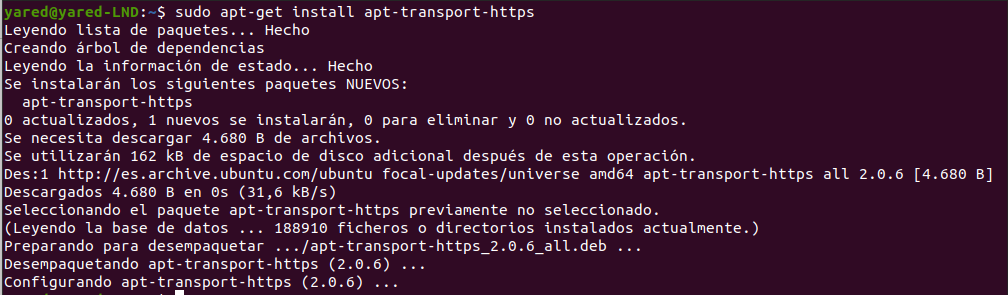 yared@yared-LND:~$ sudo apt-get install apt-transport-https
Leyendo lista de paquetes... Hecho
Creando árbol de dependencias
Leyendo la información de estado... Hecho
Se instalarán los siguientes paquetes NUEVOS:
  apt-transport-https
0 actualizados, 1 nuevos se instalarán, 0 para eliminar y 0 no actualizados.
Se necesita descargar 4.680 B de archivos.
Se utilizarán 162 kB de espacio de disco adicional después de esta operación.
Des:1 http://es.archive.ubuntu.com/ubuntu focal-updates/universe amd64 apt-transport-https all 2.0.6 [4.680 B]
Descargados 4.680 B en 0s (31,6 kB/s)
Seleccionando el paquete apt-transport-https previamente no seleccionado.
(Leyendo la base de datos ... 188910 ficheros o directorios instalados actualmente.)
Preparando para desempaquetar .../apt-transport-https_2.0.6_all.deb ...
Desempaquetando apt-transport-https (2.0.6) ...
Configurando apt-transport-https (2.0.6) ...